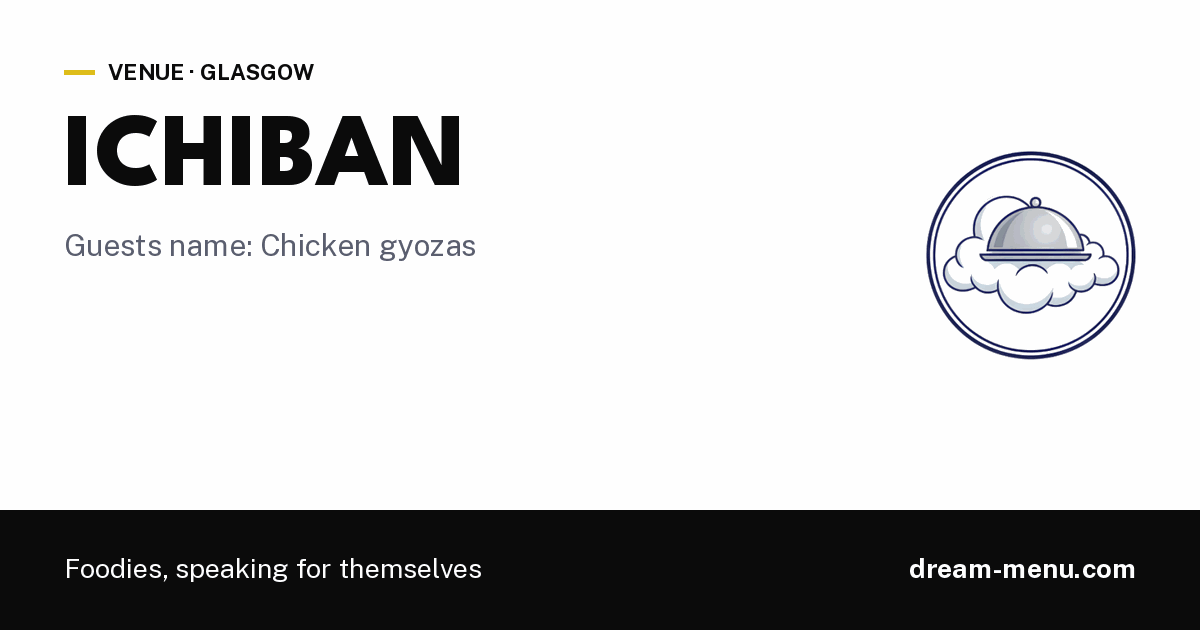 VENUE · GLASGOW
ICHIBAN
Guests name: Chicken gyozas
Foodies, speaking for themselves
dream-menu.com